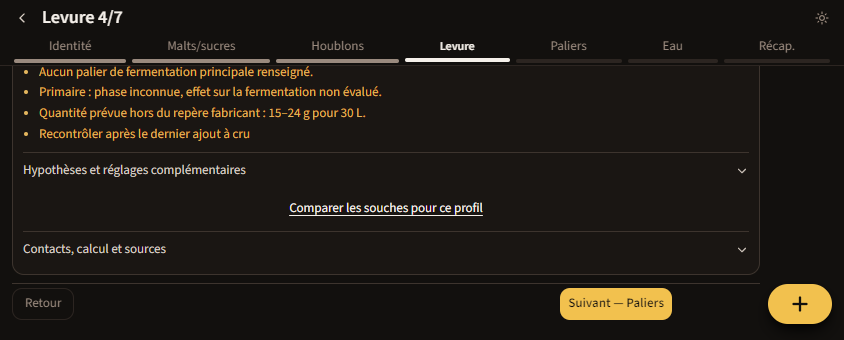 Levure 4/7
Identité
Malts/sucres
Houblons
Levure
Paliers
Eau
Récap.
• Aucun palier de fermentation principale renseigné.
• Primaire : phase inconnue, effet sur la fermentation non évalué.
• Quantité prévue hors du repère fabricant : 15–24 g pour 30 L.
• Recontrôler après le dernier ajout à cru
Hypothèses et réglages complémentaires
Comparer les souches pour ce profil
Contacts, calcul et sources
Retour
Suivant — Paliers
+